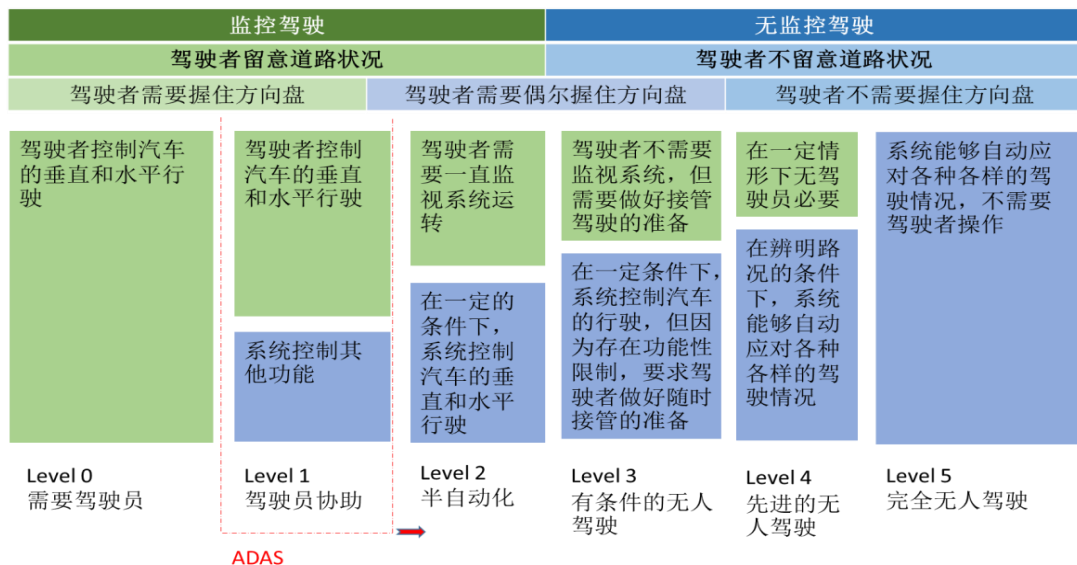 监控驾驶
无监控驾驶
驾驶者留意道路状况
驾驶者不留意道路状况
驾驶者需要握住方向盘
驾驶者需要偶尔握住方向盘
驾驶者不需要握住方向盘
驾驶者控制汽车
的垂直和水平行
驶
驾驶者控制
汽车的垂直
和水平行驶
系统控制其
他功能
驾驶者需
要一直监
视系统运
转
在一定的
条件下，
系统控制
汽车的垂
直和水平
行驶
驾驶者不需要
监视系统，但
需要做好接管
驾驶的准备
在一定条件下，
系统控制汽车
的行驶，但因
为存在功能性
限制，要求驾
驶者做好随时
接管的准备
在一定情
形下无驾
驶员必要
在辨明路
况的条件
下，系统
能够自动
应对各种
各样的驾
驶情况
系统能够自动应
对各种各样的驾
驶情况，不需要
驾驶者操作
Level 0
需要驾驶员
Level 1
驾驶员协助
Level 2
半自动化
Level 3
有条件的无人
驾驶
Level 4
先进的无
人驾驶
Level 5
完全无人驾驶
ADAS